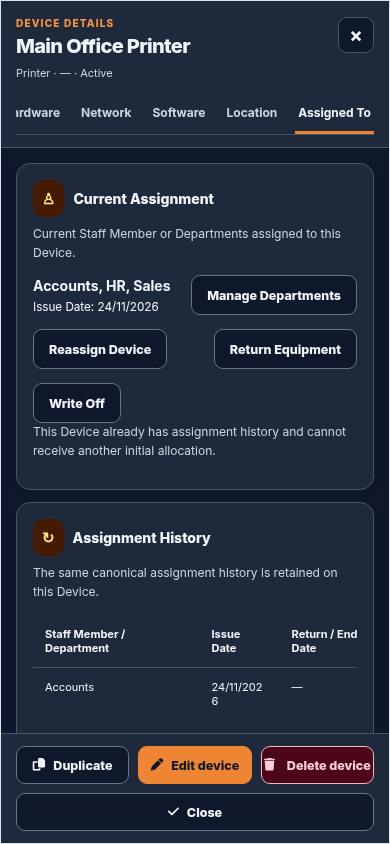 DEVICE DETAILS
Main Office Printer
Printer · — · Active
ardware Network Software Location Assigned To
Current Assignment
Current Staff Member or Departments assigned to this
Device.
Accounts, HR, Sales
Issue Date: 24/11/2026
Manage Departments
Reassign Device
Return Equipment
Write Off
This Device already has assignment history and cannot
receive another initial allocation.
Assignment History
The same canonical assignment history is retained on
this Device.
Staff Member / Issue Return / End
Department Date Date
Accounts 24/11/202 —
6
Duplicate
Edit device
Delete device
Close